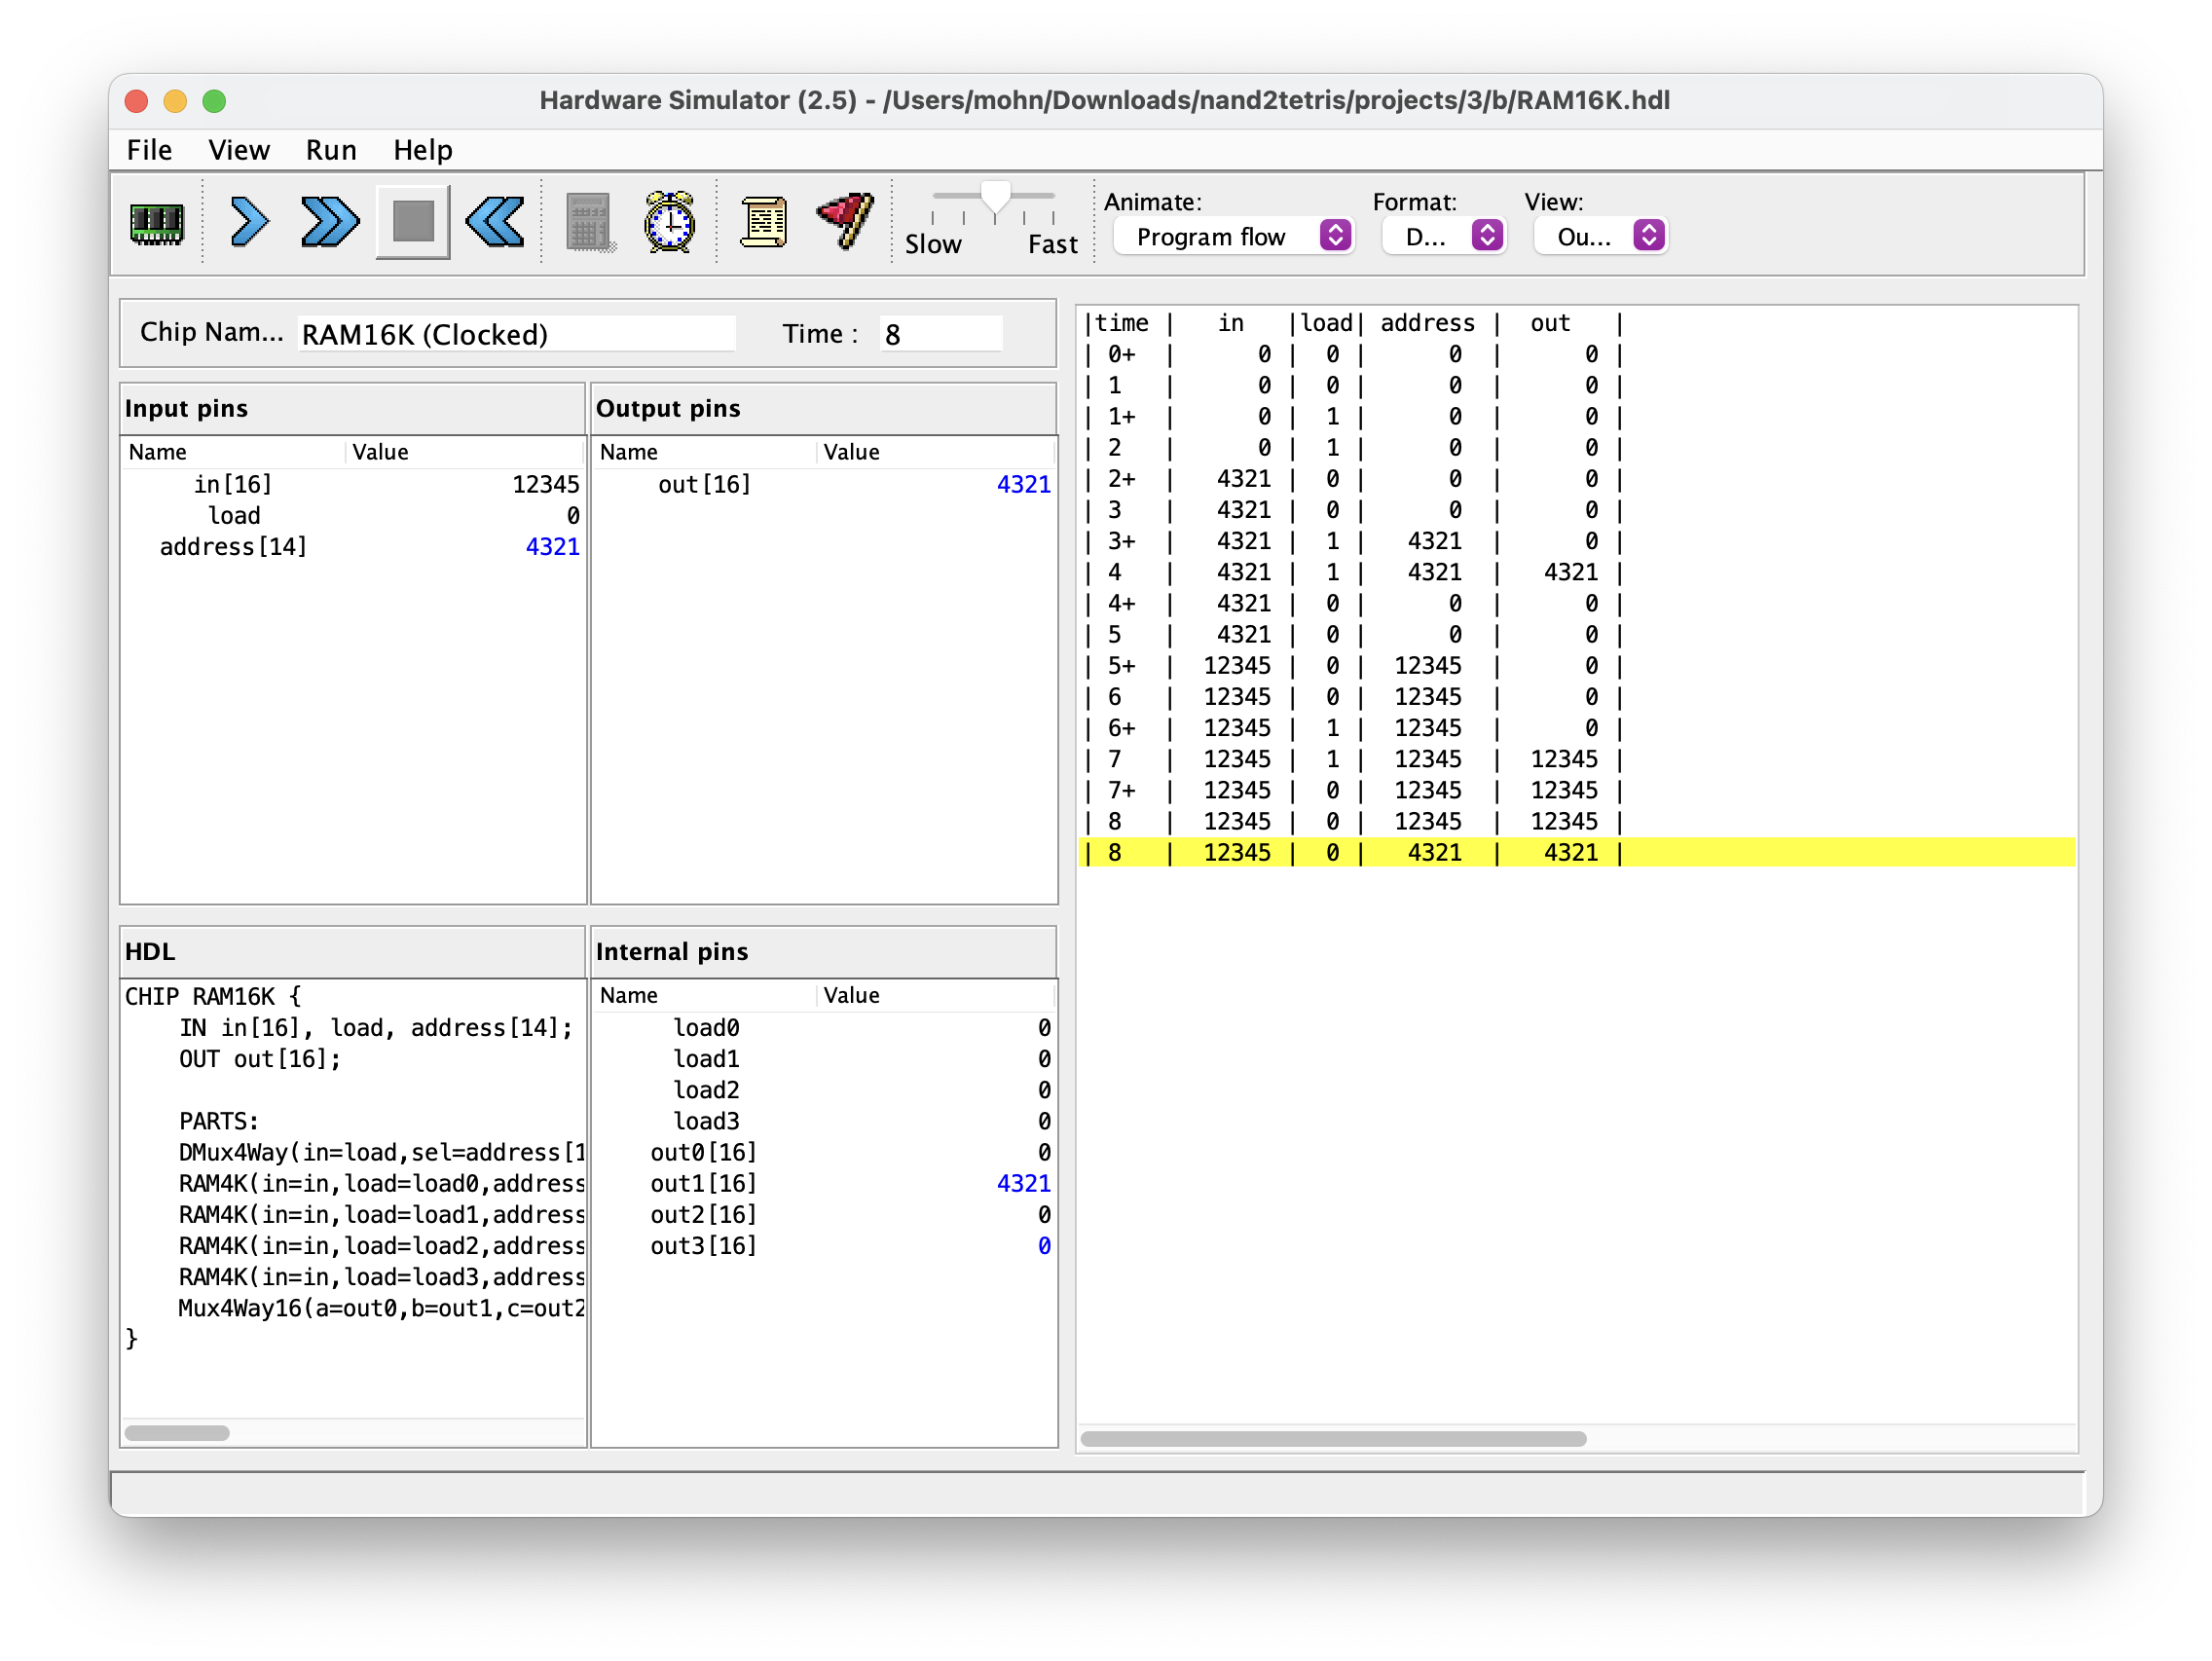 Hardware Simulator (2.5) - /Users/mohn/Downloads/nand2tetris/projects/3/b/RAM16K.hdl
File View Run Help
Slow Fast
Animate: Format: View:
Program flow D... Ou...
Chip Nam... RAM16K (Clocked) Time : 8
Input pins
Name Value
in[16] 12345
load 0
address[14] 4321
Output pins
Name Value
out[16] 4321
HDL
CHIP RAM16K {
    IN in[16], load, address[14];
    OUT out[16];
    PARTS:
    DMux4Way(in=load,sel=address[1
    RAM4K(in=in,load=load0,address
    RAM4K(in=in,load=load1,address
    RAM4K(in=in,load=load2,address
    RAM4K(in=in,load=load3,address
    Mux4Way16(a=out0,b=out1,c=out2
}
Internal pins
Name Value
load0 0
load1 0
load2 0
load3 0
out0[16] 0
out1[16] 4321
out2[16] 0
out3[16] 0
|time |   in   |load| address |  out   |
| 0+  |      0 |  0 |      0  |      0 |
| 1   |      0 |  0 |      0  |      0 |
| 1+  |      0 |  1 |      0  |      0 |
| 2   |      0 |  1 |      0  |      0 |
| 2+  |   4321 |  0 |      0  |      0 |
| 3   |   4321 |  0 |      0  |      0 |
| 3+  |   4321 |  1 |   4321  |      0 |
| 4   |   4321 |  1 |   4321  |   4321 |
| 4+  |   4321 |  0 |      0  |      0 |
| 5   |   4321 |  0 |      0  |      0 |
| 5+  |  12345 |  0 |  12345  |      0 |
| 6   |  12345 |  0 |  12345  |      0 |
| 6+  |  12345 |  1 |  12345  |      0 |
| 7   |  12345 |  1 |  12345  |  12345 |
| 7+  |  12345 |  0 |  12345  |  12345 |
| 8   |  12345 |  0 |  12345  |  12345 |
| 8   |  12345 |  0 |   4321  |   4321 |